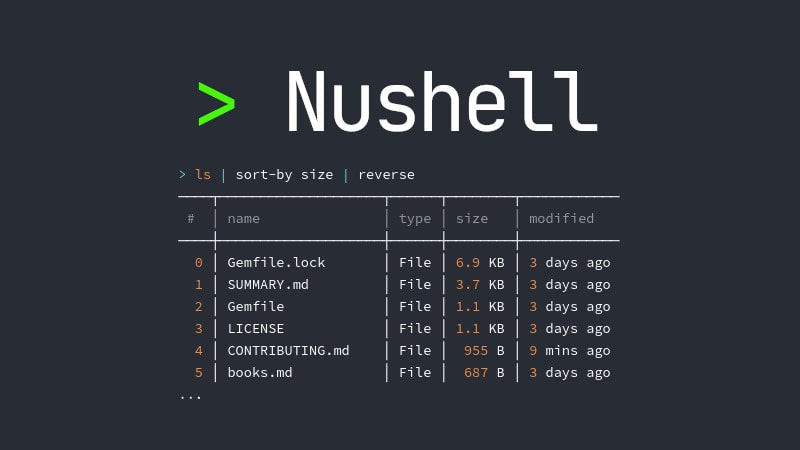 > Nushell
> ls | sort-by size | reverse
# | name | type | size | modified
0 | Gemfile.lock | File | 6.9 KB | 3 days ago
1 | SUMMARY.md | File | 3.7 KB | 3 days ago
2 | Gemfile | File | 1.1 KB | 3 days ago
3 | LICENSE | File | 1.1 KB | 3 days ago
4 | CONTRIBUTING.md | File | 955 B | 9 mins ago
5 | books.md | File | 687 B | 3 days ago
...